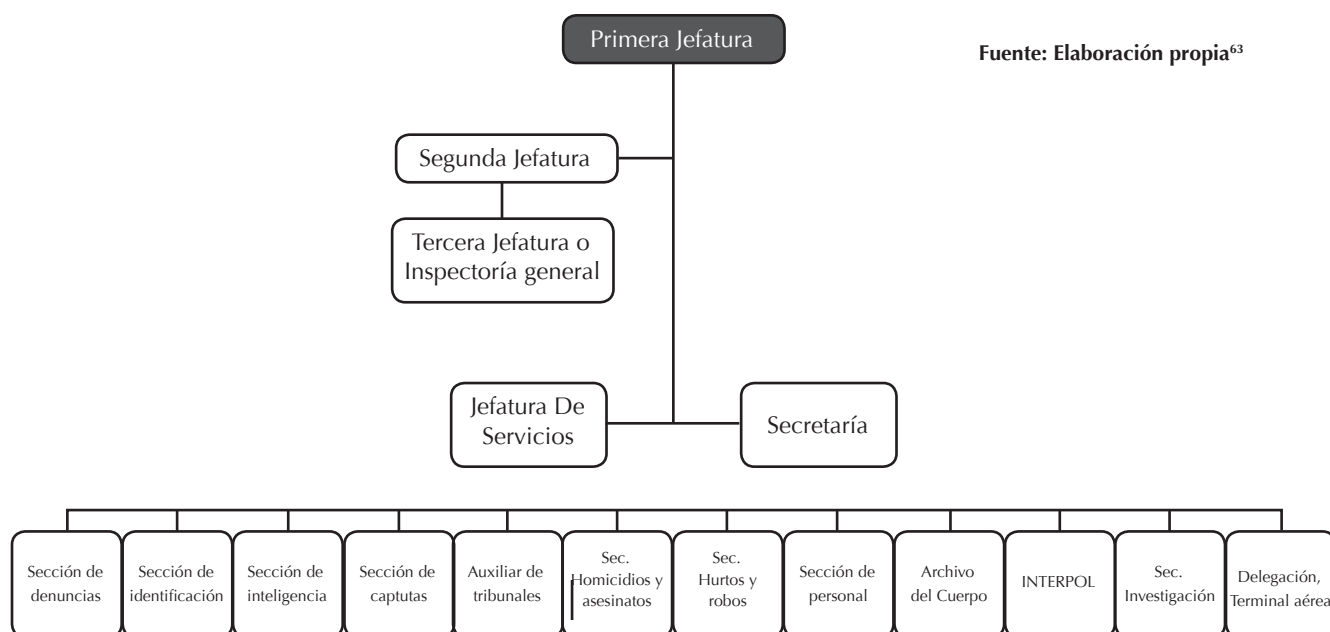 Primera Jefatura
Fuente: Elaboración propia⁶³
Segunda Jefatura
Tercera Jefatura o
Inspectoría general
Jefatura De
Servicios
Secretaría
Sección de
denuncias
Sección de
identificación
Sección de
inteligencia
Sección de
captutas
Auxiliar de
tribunales
Sec.
Homicidios y
asesinatos
Sec.
Hurtos y
robos
Sección de
personal
Archivo
del Cuerpo
INTERPOL
Sec.
Investigación
Delegación,
Terminal aérea